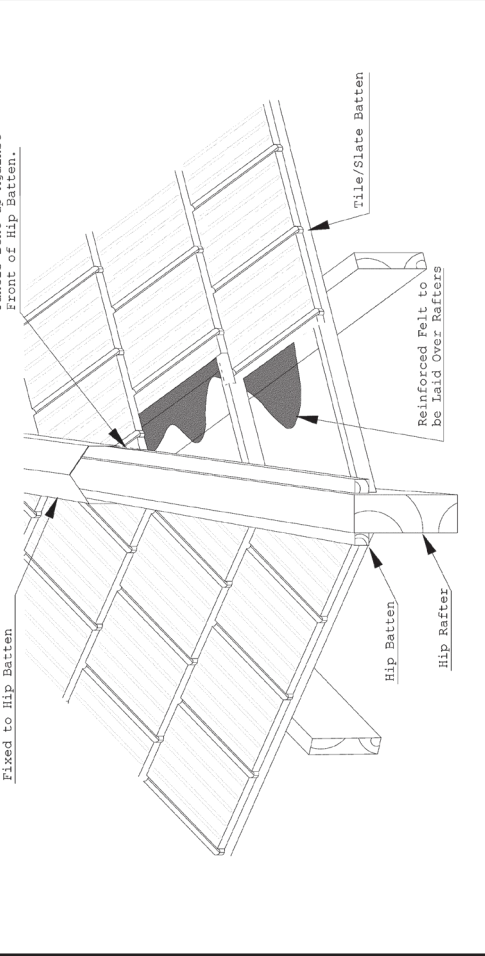 Front of Hip Batten.
Tile/Slate Batten
Reinforced Felt to
be Laid Over Rafters
Fixed to Hip Batten
Hip Batten
Hip Rafter